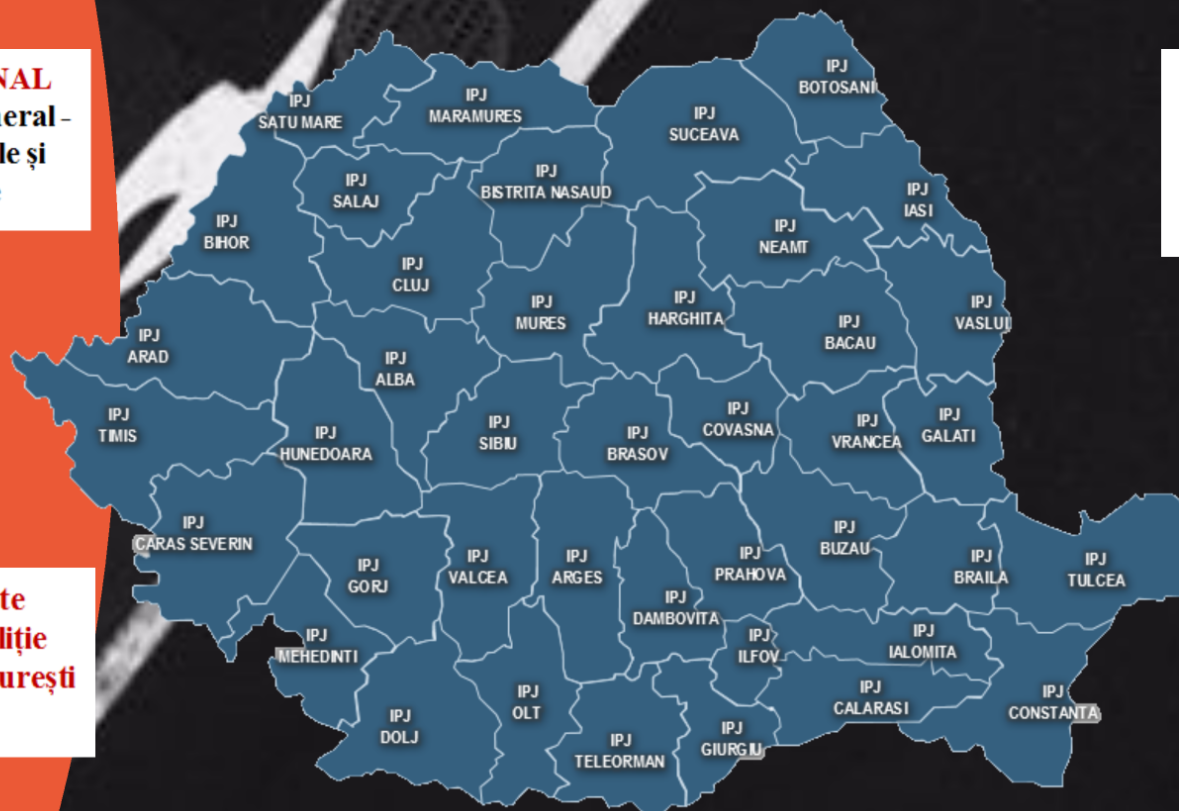 NAL
neral -
le și
IPJ
BOTOSANI
IPJ
SATU MARE
IPJ
MARAMURES
IPJ
SUCEAVA
IPJ
SALAJ
IPJ
BISTRITA NASAUD
IPJ
IASI
IPJ
BIHOR
IPJ
NEAMT
IPJ
CLUJ
IPJ
MURES
IPJ
HARGHITA
IPJ
BACAU
IPJ
VASLUI
IPJ
ARAD
IPJ
ALBA
IPJ
TIMIS
IPJ
HUNEDOARA
IPJ
SIBIU
IPJ
BRASOV
IPJ
COVASNA
IPJ
VRANCEA
IPJ
GALATI
IPJ
CARAS SEVERIN
IPJ
GORJ
IPJ
VALCEA
IPJ
ARGES
IPJ
DAMBOVITA
IPJ
PRAHOVA
IPJ
BUZAU
IPJ
BRAILA
IPJ
TULCEA
te
liție
urești
IPJ
MEHEDINTI
IPJ
ILFOV
IPJ
IALOMITA
IPJ
DOLJ
IPJ
OLT
IPJ
TELEORMAN
IPJ
GIURGIU
IPJ
CALARASI
IPJ
CONSTANTA